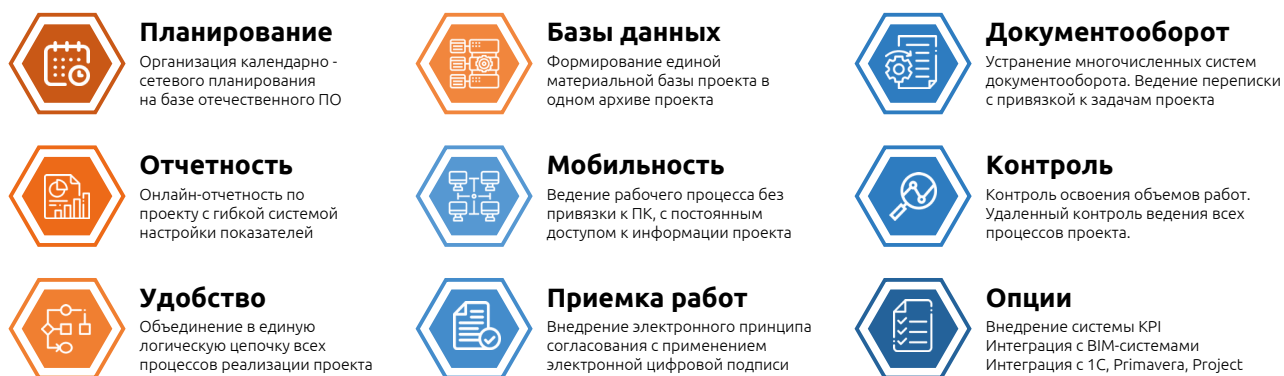 Планирование
Организация календарно -
сетевого планирования
на базе отечественного ПО
Базы данных
Формирование единой
материальной базы проекта в
одном архиве проекта
Документооборот
Устранение многочисленных систем
документооборота. Ведение переписки
с привязкой к задачам проекта
Отчетность
Онлайн-отчетность по
проекту с гибкой системой
настройки показателей
Мобильность
Ведение рабочего процесса без
привязки к ПК, с постоянным
доступом к информации проекта
Контроль
Контроль освоения объемов работ.
Удаленный контроль ведения всех
процессов проекта.
Удобство
Объединение в единую
логическую цепочку всех
процессов реализации проекта
Приемка работ
Внедрение электронного принципа
согласования с применением
электронной цифровой подписи
Опции
Внедрение системы KPI
Интеграция с BIM-системами
Интеграция с 1С, Primavera, Project